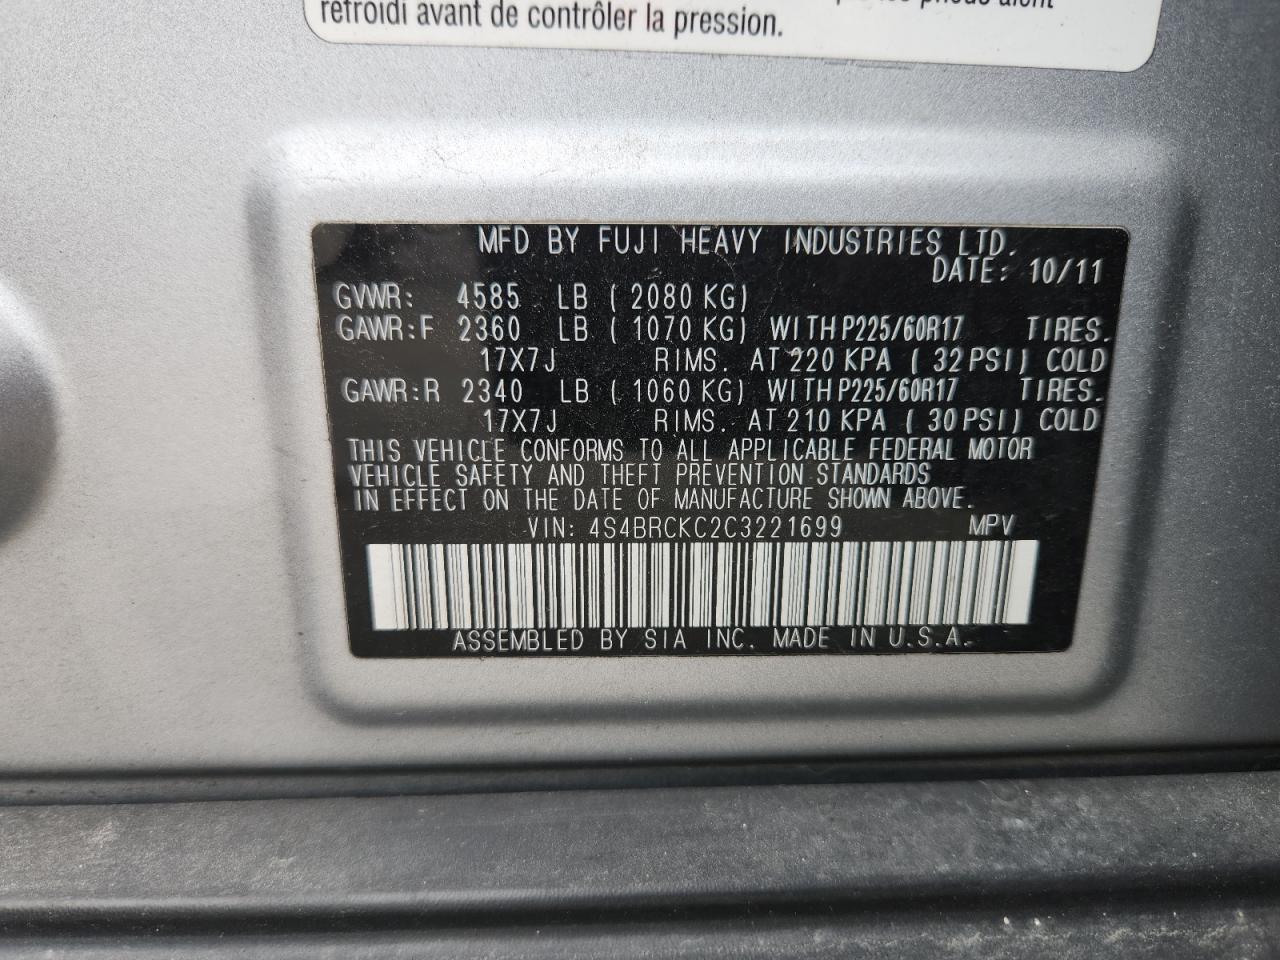 refroidi avant de contrôler la pression.
MFD BY FUJI HEAVY INDUSTRIES LTD.
DATE: 10/11
GVWR: 4585 LB ( 2080 KG)
GAWR:F 2360 LB ( 1070 KG) WITH P225/60R17 TIRES.
17X7J RIMS. AT 220 KPA ( 32 PSI) COLD
GAWR:R 2340 LB ( 1060 KG) WITH P225/60R17 TIRES.
17X7J RIMS. AT 210 KPA ( 30 PSI) COLD
THIS VEHICLE CONFORMS TO ALL APPLICABLE FEDERAL MOTOR
VEHICLE SAFETY AND THEFT PREVENTION STANDARDS
IN EFFECT ON THE DATE OF MANUFACTURE SHOWN ABOVE.
VIN: 4S4BRCKC2C3221699 MPV
ASSEMBLED BY SIA INC. MADE IN U.S.A.